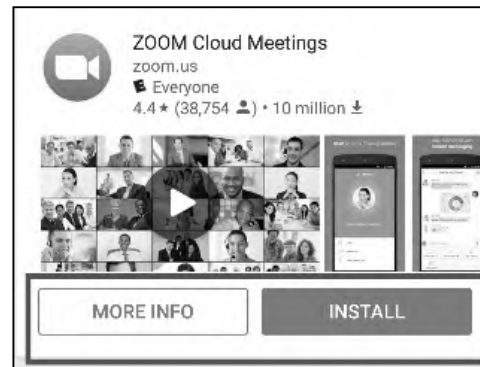 ZOOM Cloud Meetings
zoom.us
E Everyone
4.4★ (38,754 👤) • 10 million ⬇
MORE INFO
INSTALL